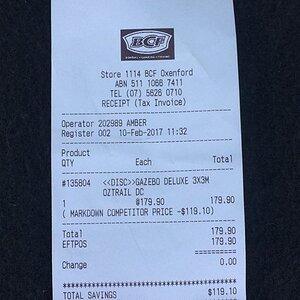 BCF
Store 1114 BCF Oxenford
ABN 511 1066 7411
TEL (07) 5628 0710
RECEIPT (Tax Invoice)
Operator 202989 AMBER
Register 002 10-Feb-2017 11:32
Product
QTY Each Total
#135804 <<DISC>>GAZEBO DELUXE 3X3M
OZTRAIL DC
1 @179.90 179.90
( MARKDOWN COMPETITOR PRICE -$119.10)
Total 179.90
EFTPOS 179.90
Change 0.00
************************************
TOTAL SAVINGS $119.10